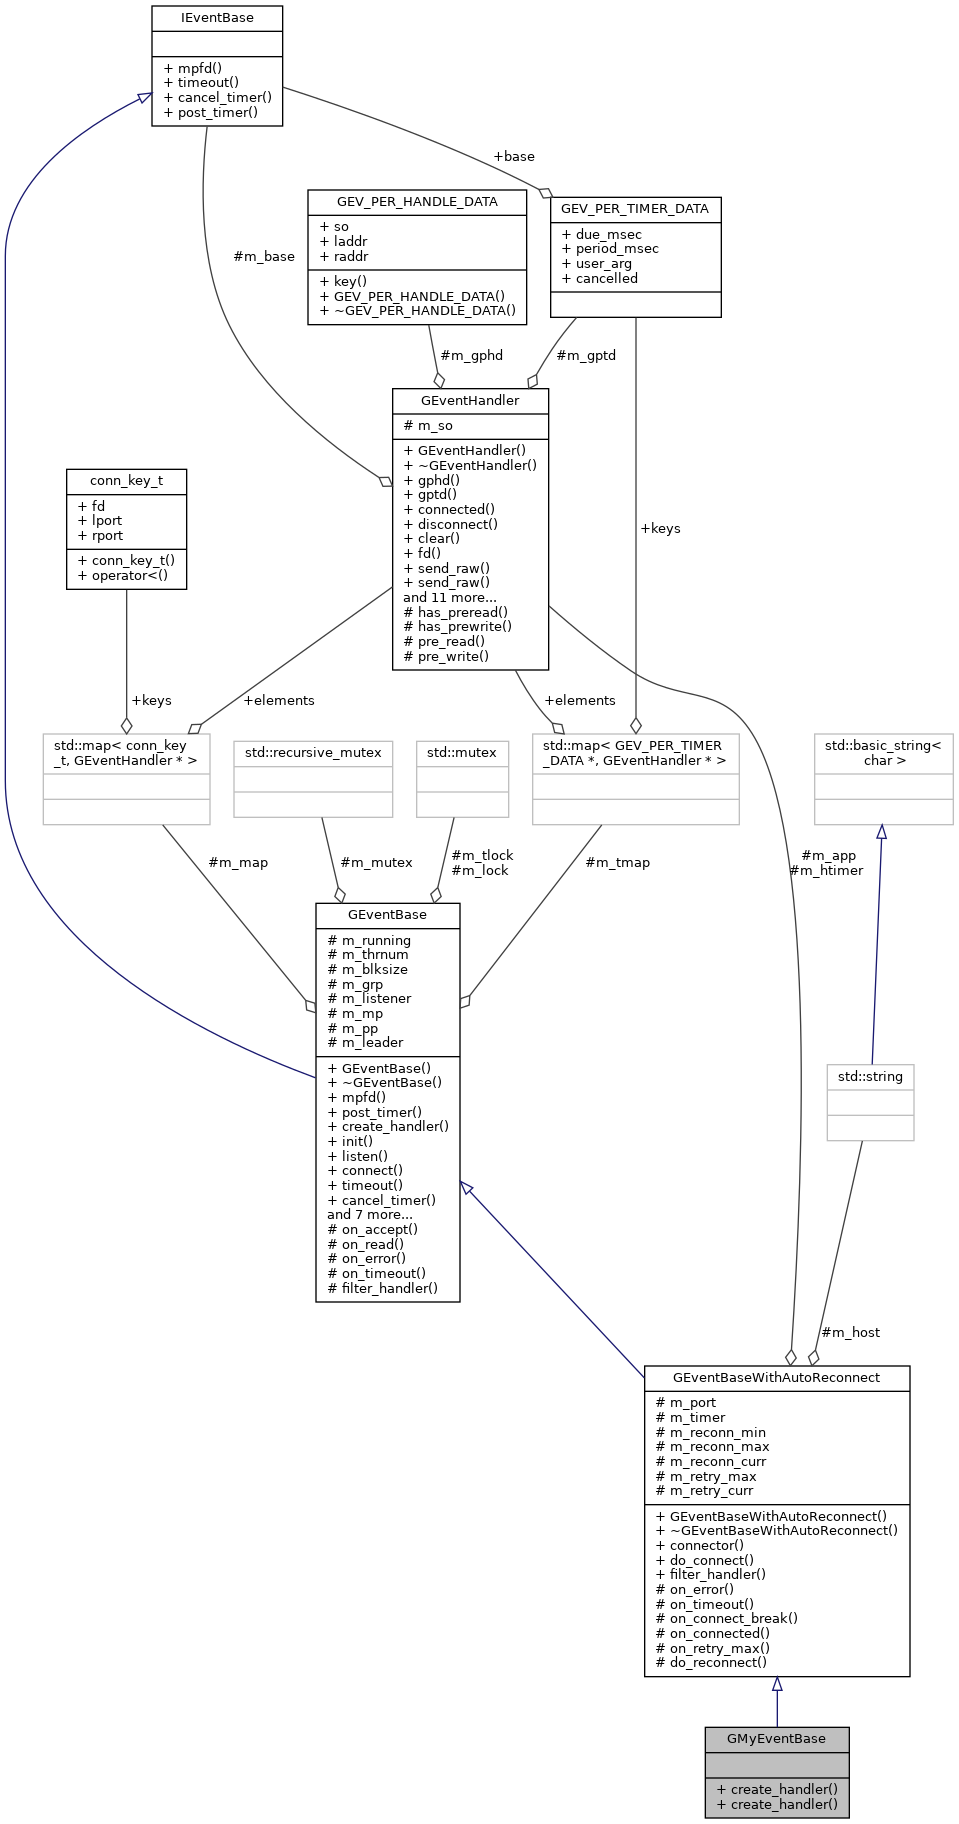 IEventBase
+ mpfd()
+ timeout()
+ cancel_timer()
+ post_timer()
+base
GEV_PER_HANDLE_DATA
+ so
+ laddr
+ raddr
+ key()
+ GEV_PER_HANDLE_DATA()
+ ~GEV_PER_HANDLE_DATA()
GEV_PER_TIMER_DATA
+ due_msec
+ period_msec
+ user_arg
+ cancelled
#m_base
#m_gphd
#m_gptd
GEventHandler
# m_so
+ GEventHandler()
+ ~GEventHandler()
+ gphd()
+ gptd()
+ connected()
+ disconnect()
+ clear()
+ fd()
+ send_raw()
+ send_raw()
and 11 more...
# has_preread()
# has_prewrite()
# pre_read()
# pre_write()
conn_key_t
+ fd
+ lport
+ rport
+ conn_key_t()
+ operator<()
+keys
+keys
+elements
+elements
std::map< conn_key
_t, GEventHandler * >
std::recursive_mutex
std::mutex
std::map< GEV_PER_TIMER
_DATA *, GEventHandler * >
std::basic_string<
char >
#m_map
#m_mutex
#m_tlock
#m_lock
#m_tmap
#m_app
#m_htimer
GEventBase
# m_running
# m_thrnum
# m_blksize
# m_grp
# m_listener
# m_mp
# m_pp
# m_leader
+ GEventBase()
+ ~GEventBase()
+ mpfd()
+ post_timer()
+ create_handler()
+ init()
+ listen()
+ connect()
+ timeout()
+ cancel_timer()
and 7 more...
# on_accept()
# on_read()
# on_error()
# on_timeout()
# filter_handler()
std::string
#m_host
GEventBaseWithAutoReconnect
# m_port
# m_timer
# m_reconn_min
# m_reconn_max
# m_reconn_curr
# m_retry_max
# m_retry_curr
+ GEventBaseWithAutoReconnect()
+ ~GEventBaseWithAutoReconnect()
+ connector()
+ do_connect()
+ filter_handler()
# on_error()
# on_timeout()
# on_connect_break()
# on_connected()
# on_retry_max()
# do_reconnect()
GMyEventBase
+ create_handler()
+ create_handler()